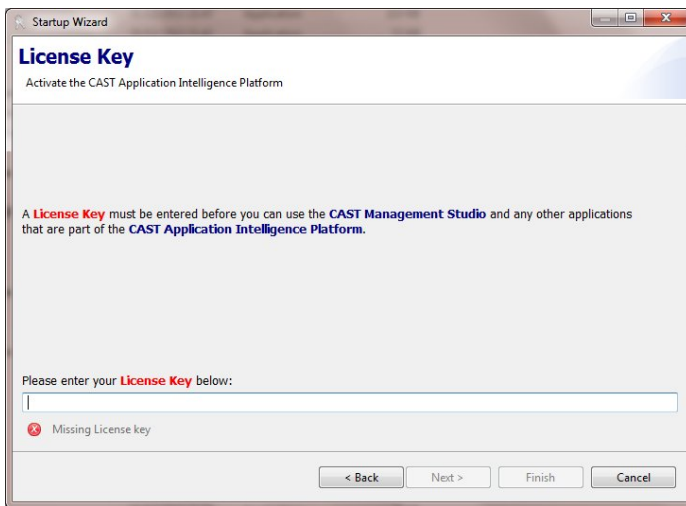 Startup Wizard
License Key
Activate the CAST Application Intelligence Platform
A License Key must be entered before you can use the CAST Management Studio and any other applications
that are part of the CAST Application Intelligence Platform.
Please enter your License Key below:
Missing License key
< Back Next > Finish Cancel